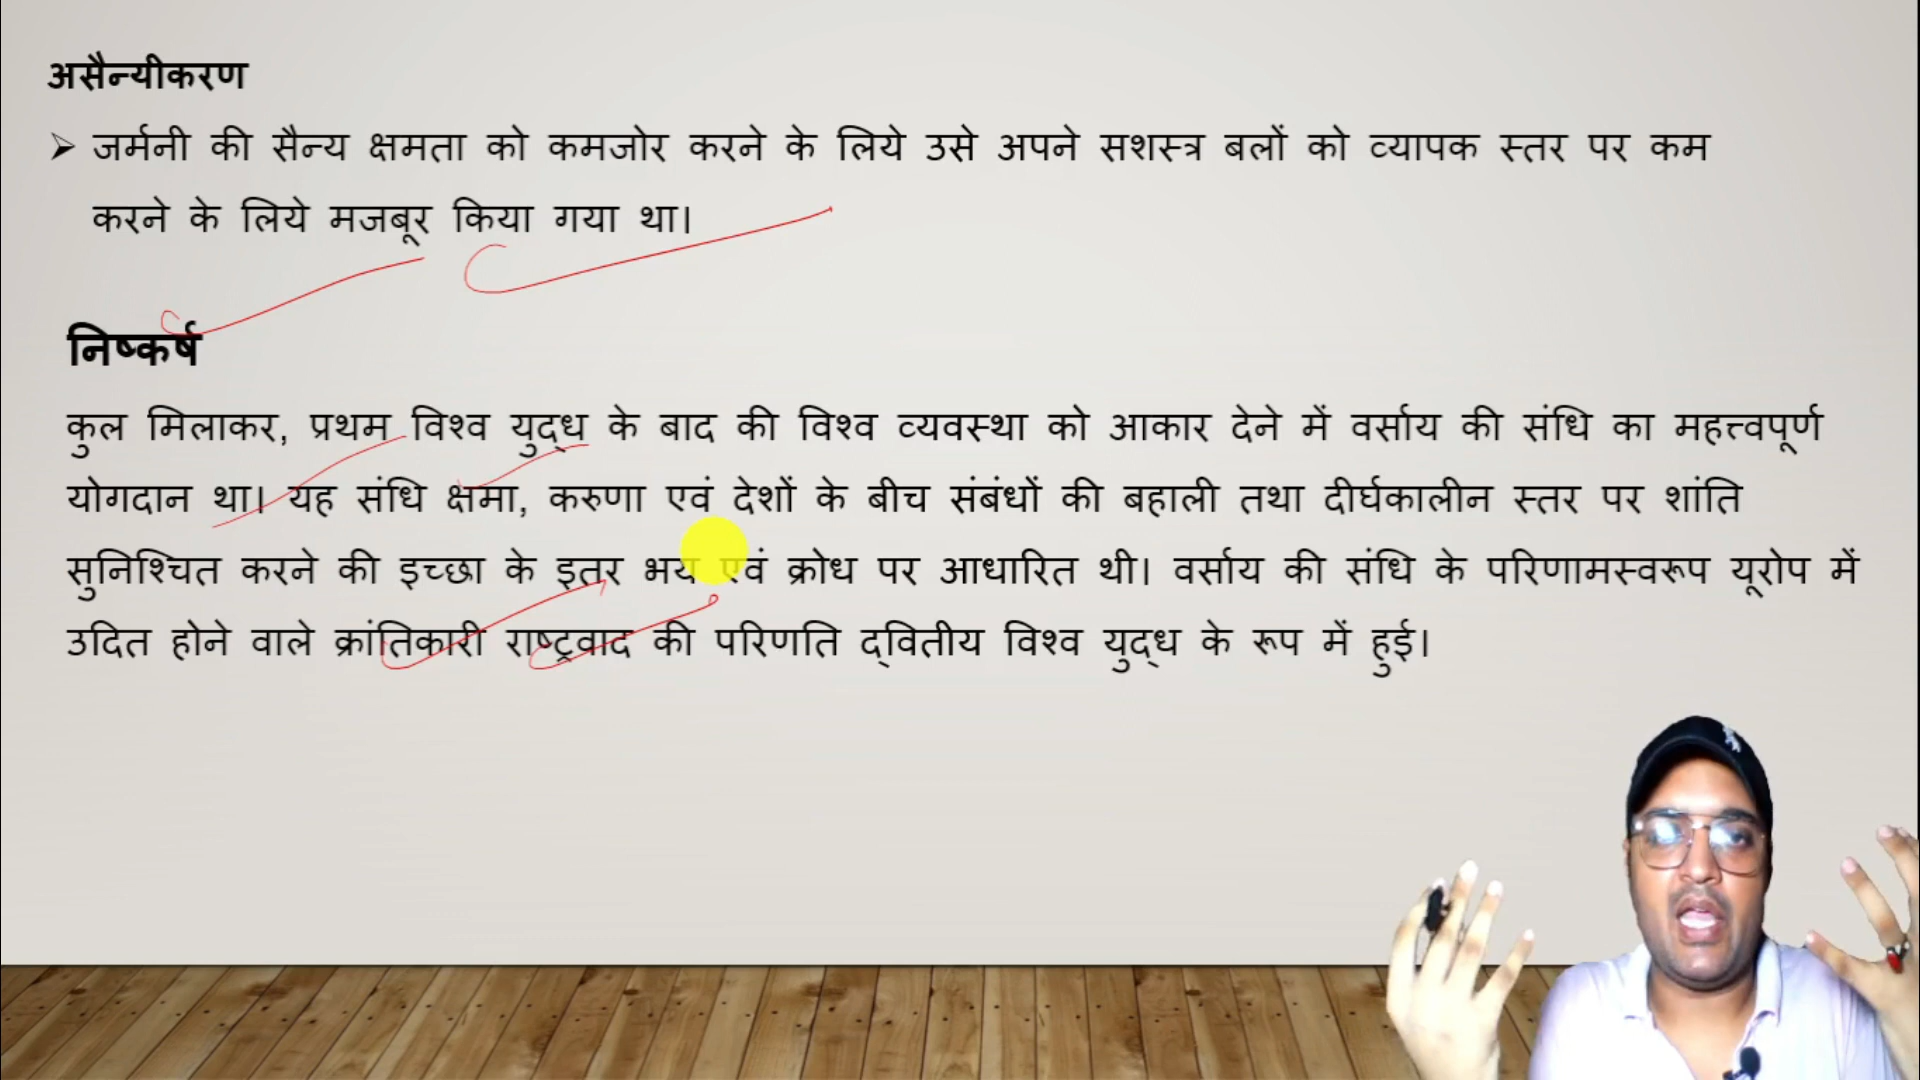 असैन्यीकरण
➢ जर्मनी की सैन्य क्षमता को कमजोर करने के लिये उसे अपने सशस्त्र बलों को व्यापक स्तर पर कम
करने के लिये मजबूर किया गया था।
निष्कर्ष
कुल मिलाकर, प्रथम विश्व युद्ध के बाद की विश्व व्यवस्था को आकार देने में वर्साय की संधि का महत्त्वपूर्ण
योगदान था। यह संधि क्षमा, करुणा एवं देशों के बीच संबंधों की बहाली तथा दीर्घकालीन स्तर पर शांति
सुनिश्चित करने की इच्छा के इतर भय एवं क्रोध पर आधारित थी। वर्साय की संधि के परिणामस्वरूप यूरोप में
उदित होने वाले क्रांतिकारी राष्ट्रवाद की परिणति द्वितीय विश्व युद्ध के रूप में हुई।